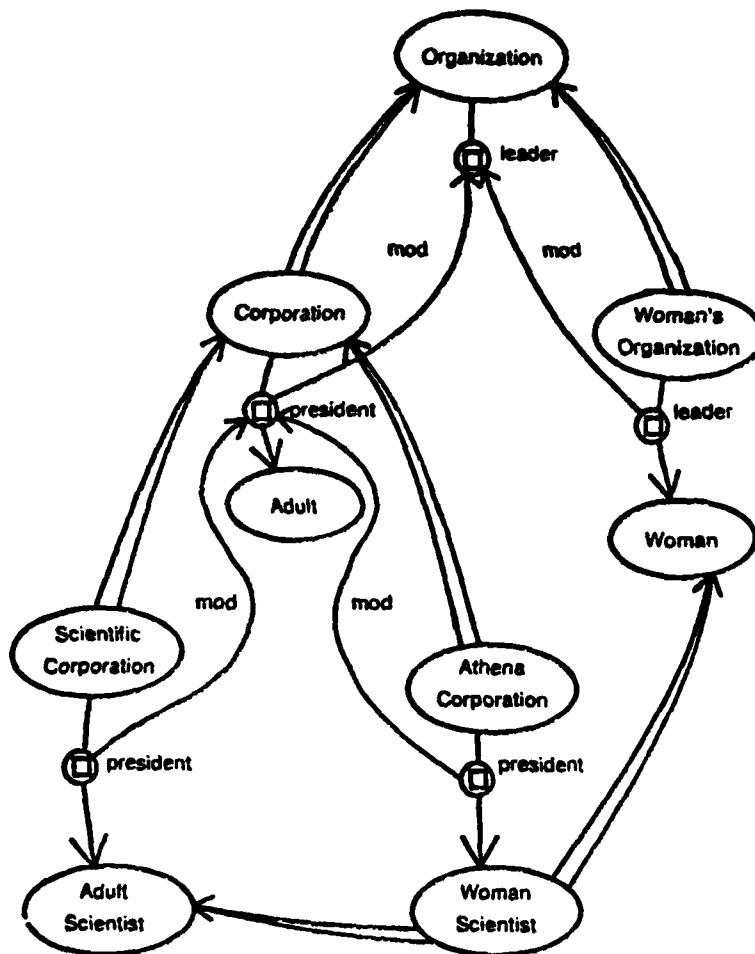 Organization
leader
mod
mod
Corporation
Woman's
Organization
president
leader
Adult
Woman
mod
mod
Scientific
Corporation
Athena
Corporation
president
president
Adult
Scientist
Woman
Scientist